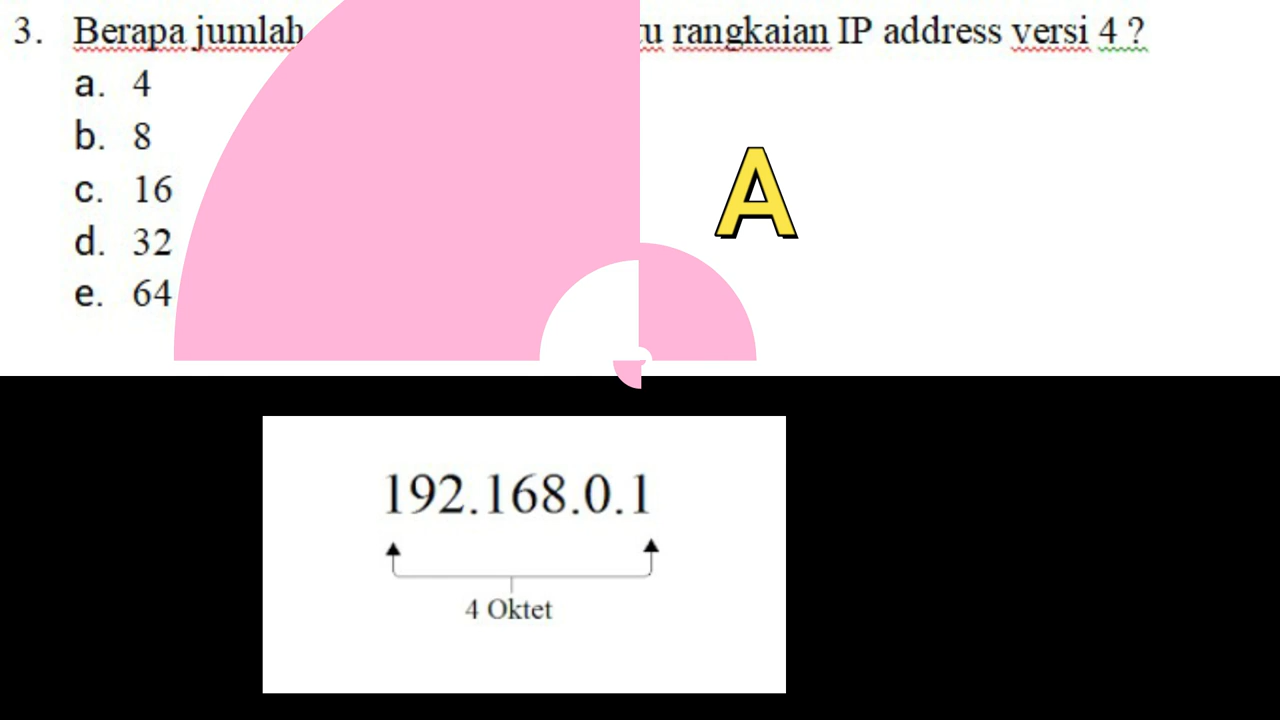 3. Berapa jumlah rangkaian IP address versi 4 ?
a. 4
b. 8
c. 16
d. 32
e. 64
A
192.168.0.1
4 Oktet